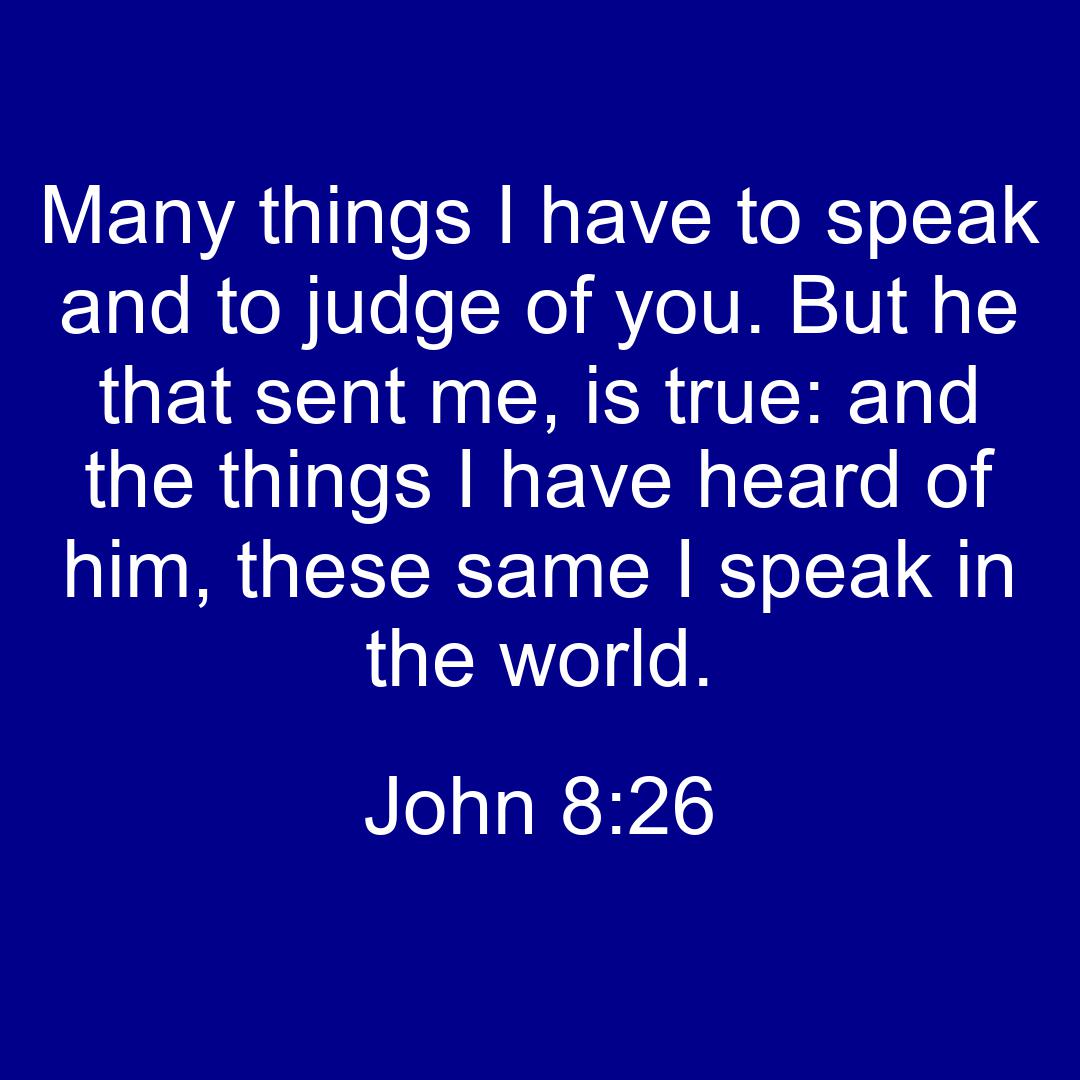 Many things I have to speak
and to judge of you. But he
that sent me, is true: and
the things I have heard of
him, these same I speak in
the world.
John 8:26